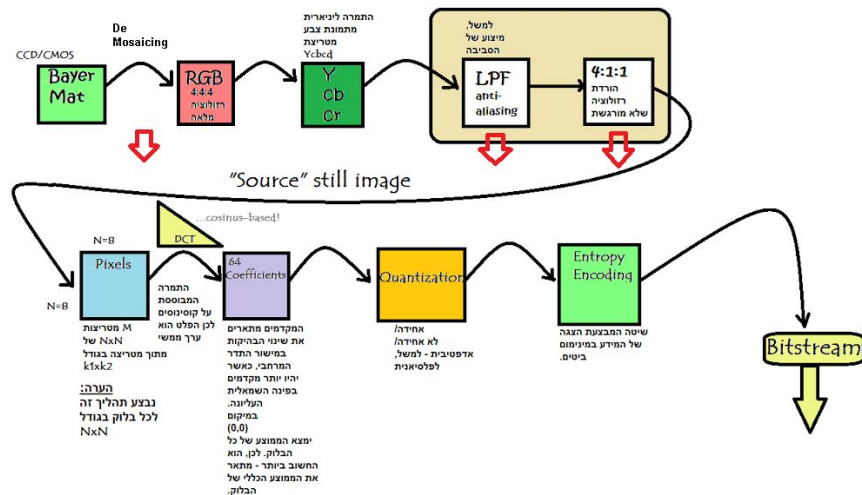 CCD/CMOS
Bayer
Mat
De
Mosaicing
RGB
4:4:4
רזולוציה
מלאה
התמרה ליניארית
מתמונת צבע
מטריצת
Ycbcq
Y
Cb
Cr
למשל,
מיצוע של
הסביבה
LPF
anti-
aliasing
4:1:1
הורדת
רזולוציה
שלא מורגשת
"Source" still image
N=8
N=8
Pixels
M מטריצות
של NxN
מתוך מטריצה בגודל
k1xk2
הערה:
נבצע תהליך זה
לכל בלוק בגודל
NxN
...cosinus-based!
DCT
התמרה
המבוססת
על קוסינוסים
לכן הפלט הוא
ערך ממשי
64
Coefficients
המקדמים מתארים
את שינוי הבהיקות
במישור התדר
המרחבי, כאשר
יהיו יותר מקדמים
בפינה השמאלית
העליונה.
במיקום
(0,0)
ימצא הממוצע של כל
הבלוק. לכן, הוא
החשוב ביותר - מתאר
את הממוצע הכללי של
הבלוק.
Quantization
אחידה/
לא אחידה/
אדפטיבית - למשל,
לפלסיאנית
Entropy
Encoding
שיטה המבצעת הצגה
של המידע במינימום
ביטים.
Bitstream